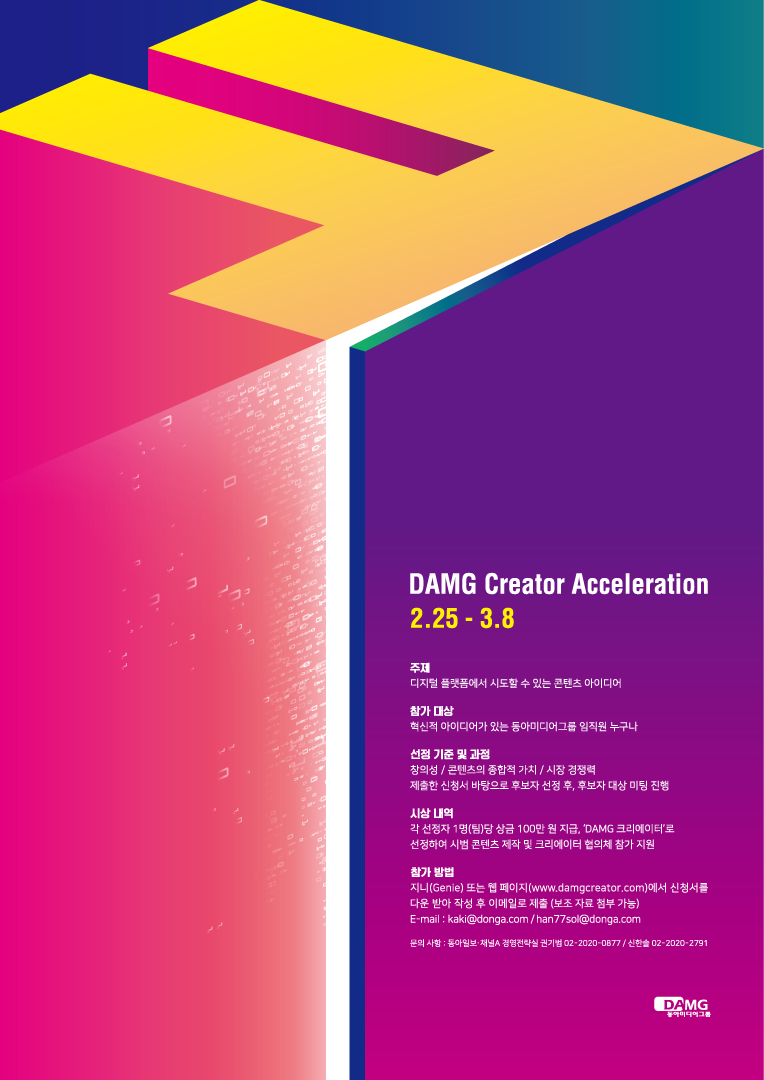 DAMG Creator Acceleration
2.25 - 3.8
주제
디지털 플랫폼에서 시도할 수 있는 콘텐츠 아이디어
참가 대상
혁신적 아이디어가 있는 동아미디어그룹 임직원 누구나
선정 기준 및 과정
창의성 / 콘텐츠의 종합적 가치 / 시장 경쟁력
제출한 신청서 바탕으로 후보자 선정 후, 후보자 대상 미팅 진행
시상 내역
각 선정자 1명(팀)당 상금 100만 원 지급, 'DAMG 크리에이터'로
선정하여 시범 콘텐츠 제작 및 크리에이터 협의체 참가 지원
참가 방법
지니(Genie) 또는 웹 페이지(www.damgcreator.com)에서 신청서를
다운 받아 작성 후 이메일로 제출 (보조 자료 첨부 가능)
E-mail : kaki@donga.com / han77sol@donga.com
문의 사항 : 동아일보·채널A 경영전략실 권기범 02-2020-0877 / 신한솔 02-2020-2791
DAMG
동아미디어그룹